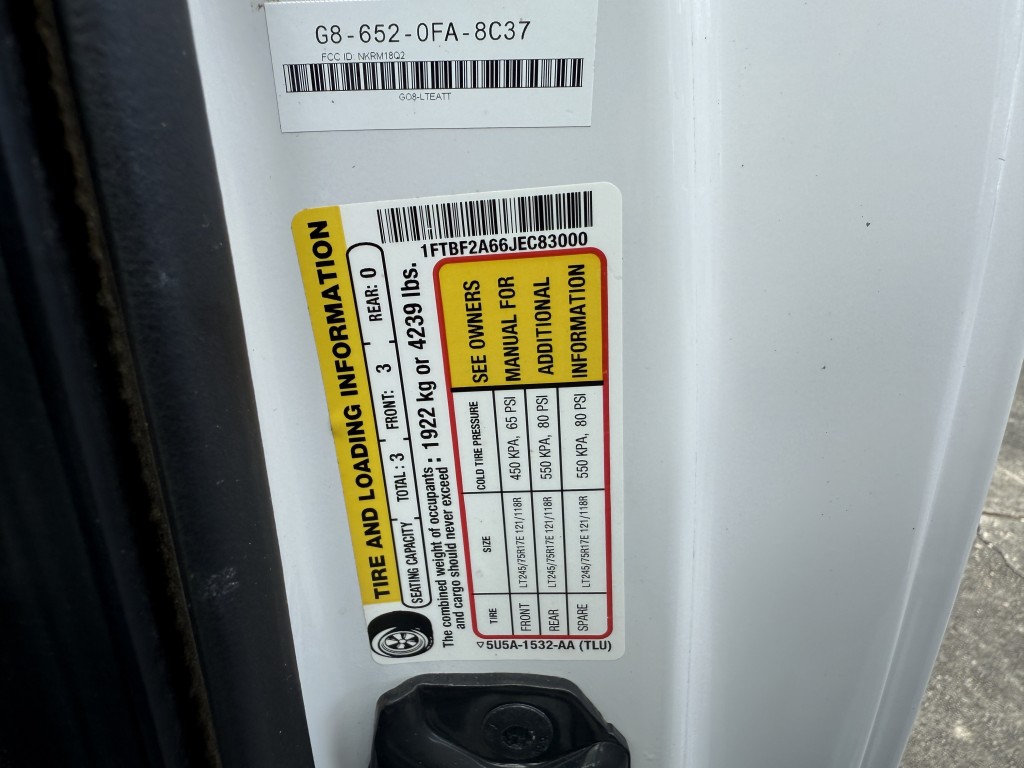 G8-652-0FA-8C37
FCC ID: NKRM18Q2
GO8-LTEATT
1FTBF2A66JEC83000
TIRE AND LOADING INFORMATION
SEATING CAPACITY TOTAL: 3 FRONT: 3 REAR: 0
The combined weight of occupants and cargo should never exceed: 1922 kg or 4239 lbs.
TIRE SIZE COLD TIRE PRESSURE
FRONT LT245/75R17E 121/118R 450 KPA, 65 PSI
REAR LT245/75R17E 121/118R 550 KPA, 80 PSI
SPARE LT245/75R17E 121/118R 550 KPA, 80 PSI
SEE OWNERS
MANUAL FOR
ADDITIONAL
INFORMATION
5U5A-1532-AA (TLU)